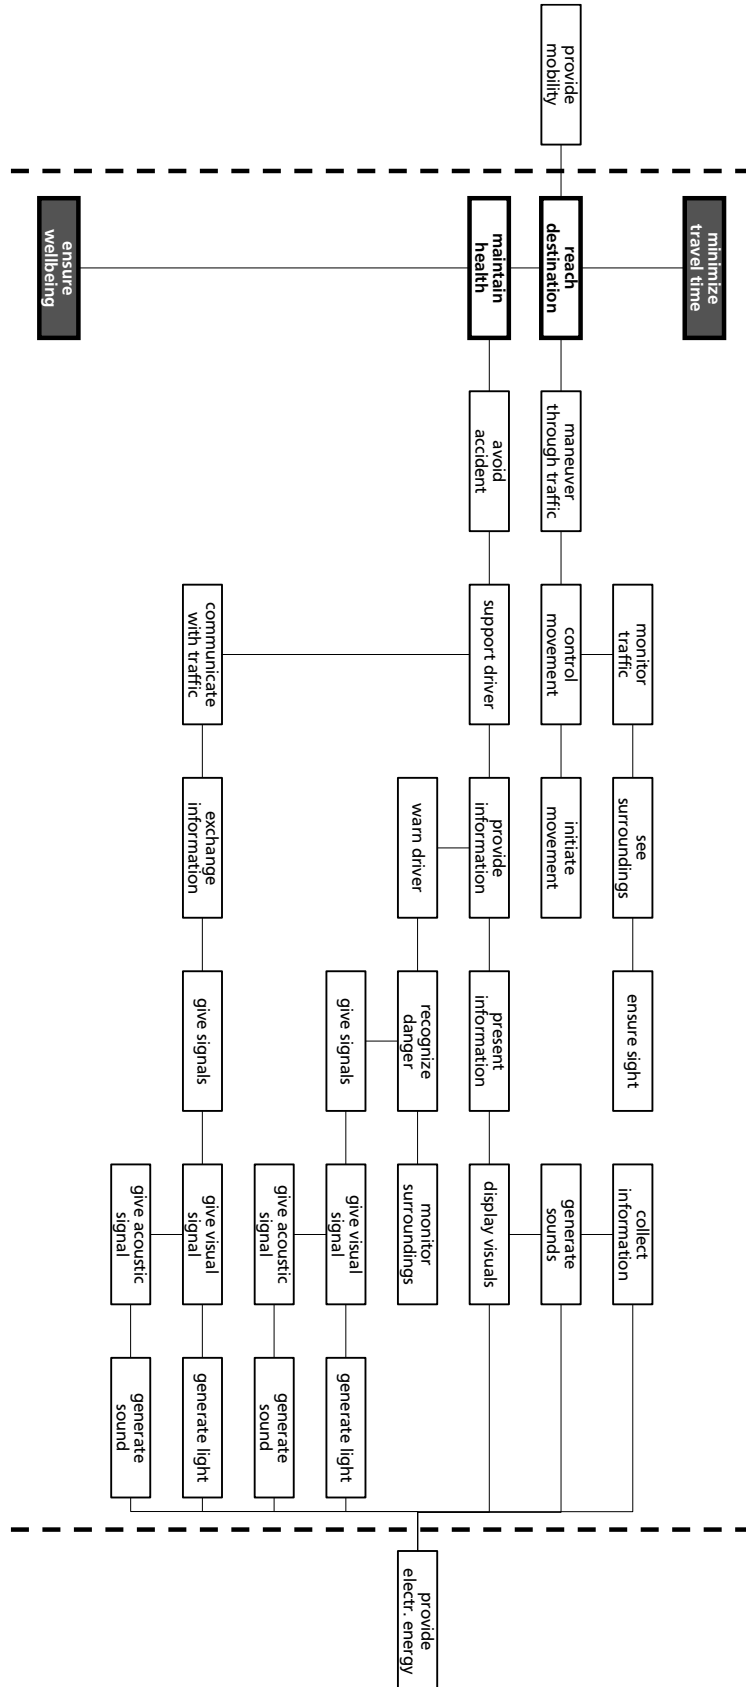 minimize
travel time
monitor
traffic
see
surroundings
ensure sight
collect
information
provide
mobility
reach
destination
maneuver
through traffic
control
movement
initiate
movement
generate
sounds
maintain
health
avoid
accident
support driver
provide
information
present
information
display visuals
warn driver
recognize
danger
monitor
surroundings
provide
electr. energy
give signals
give visual
signal
generate light
give acoustic
signal
generate
sound
communicate
with traffic
exchange
information
give signals
give visual
signal
generate light
give acoustic
signal
generate
sound
ensure
wellbeing